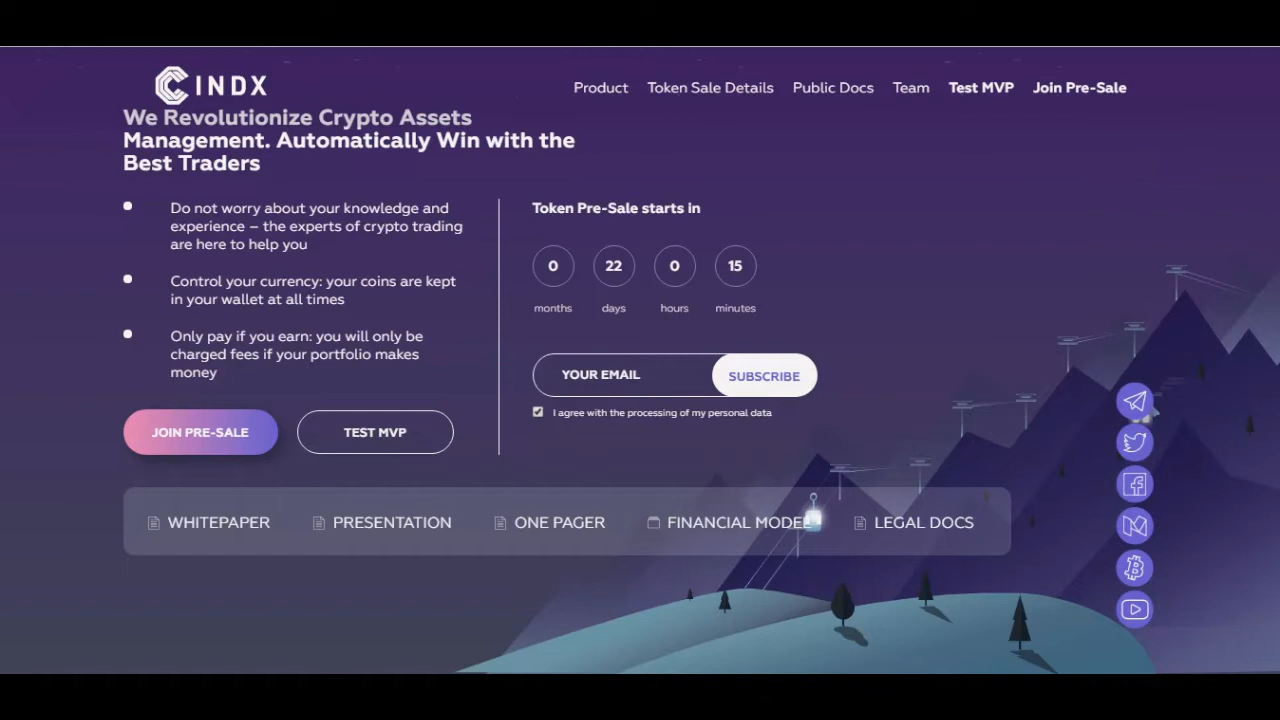 CINDX
Product Token Sale Details Public Docs Team Test MVP Join Pre-Sale
We Revolutionize Crypto Assets
Management. Automatically Win with the
Best Traders
Do not worry about your knowledge and
experience – the experts of crypto trading
are here to help you
Control your currency: your coins are kept
in your wallet at all times
Only pay if you earn: you will only be
charged fees if your portfolio makes
money
JOIN PRE-SALE TEST MVP
Token Pre-Sale starts in
0 22 0 15
months days hours minutes
YOUR EMAIL SUBSCRIBE
I agree with the processing of my personal data
WHITEPAPER PRESENTATION ONE PAGER FINANCIAL MODEL LEGAL DOCS